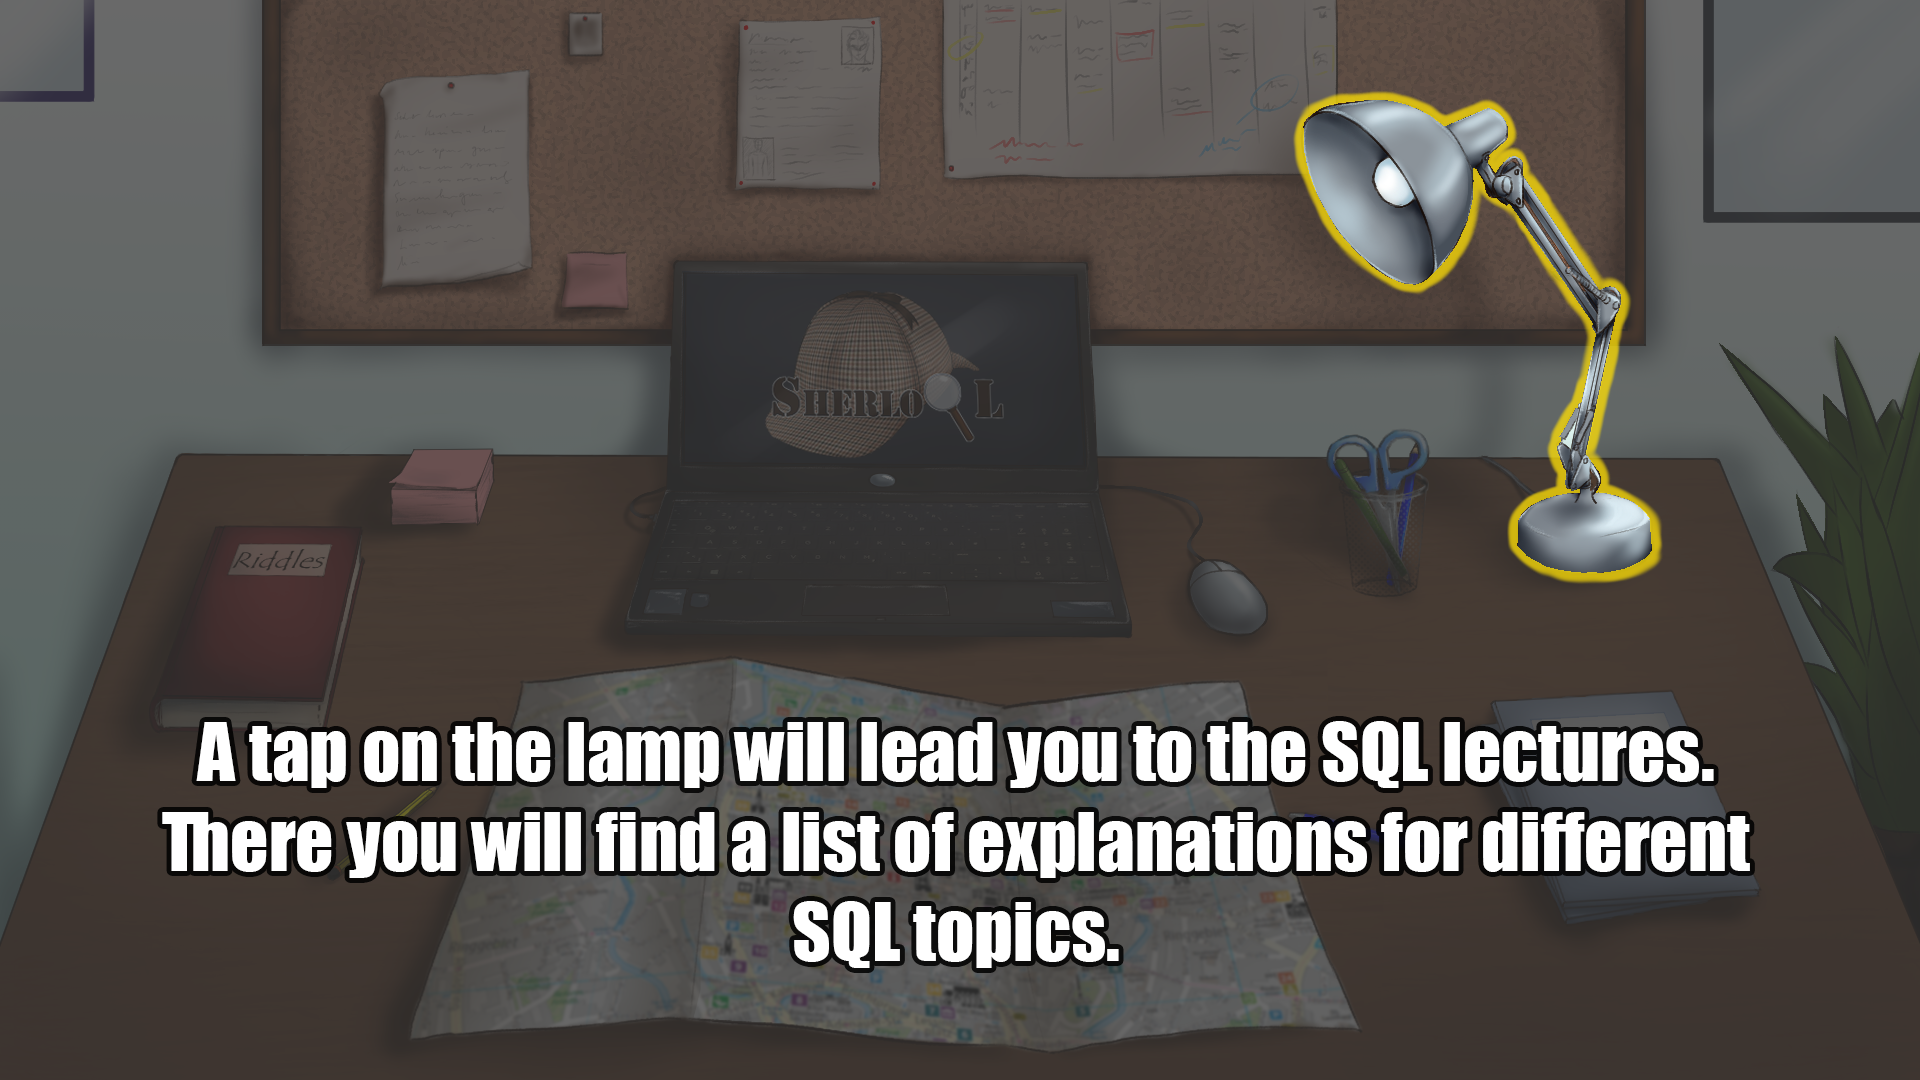 SHERLO L
Riddles
A tap on the lamp will lead you to the SQL lectures.
There you will find a list of explanations for different
SQL topics.